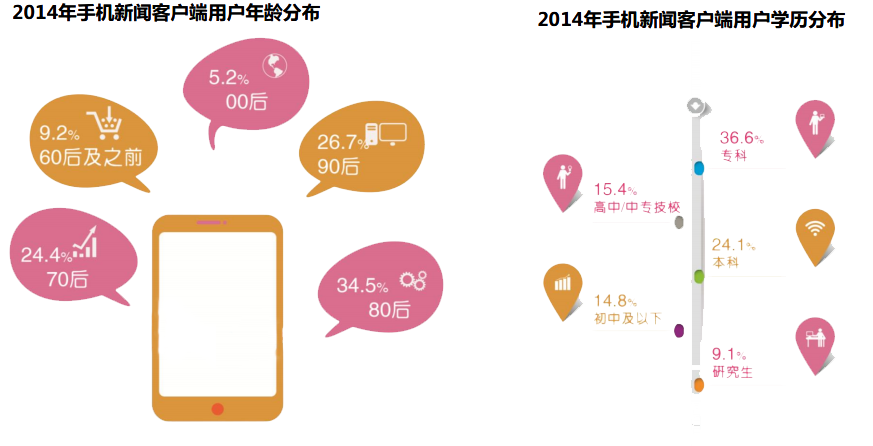 2014年手机新闻客户端用户年龄分布
5.2%
00后
9.2%
60后及之前
26.7%
90后
24.4%
70后
34.5%
80后
2014年手机新闻客户端用户学历分布
36.6%
专科
15.4%
高中/中专技校
24.1%
本科
14.8%
初中及以下
9.1%
研究生